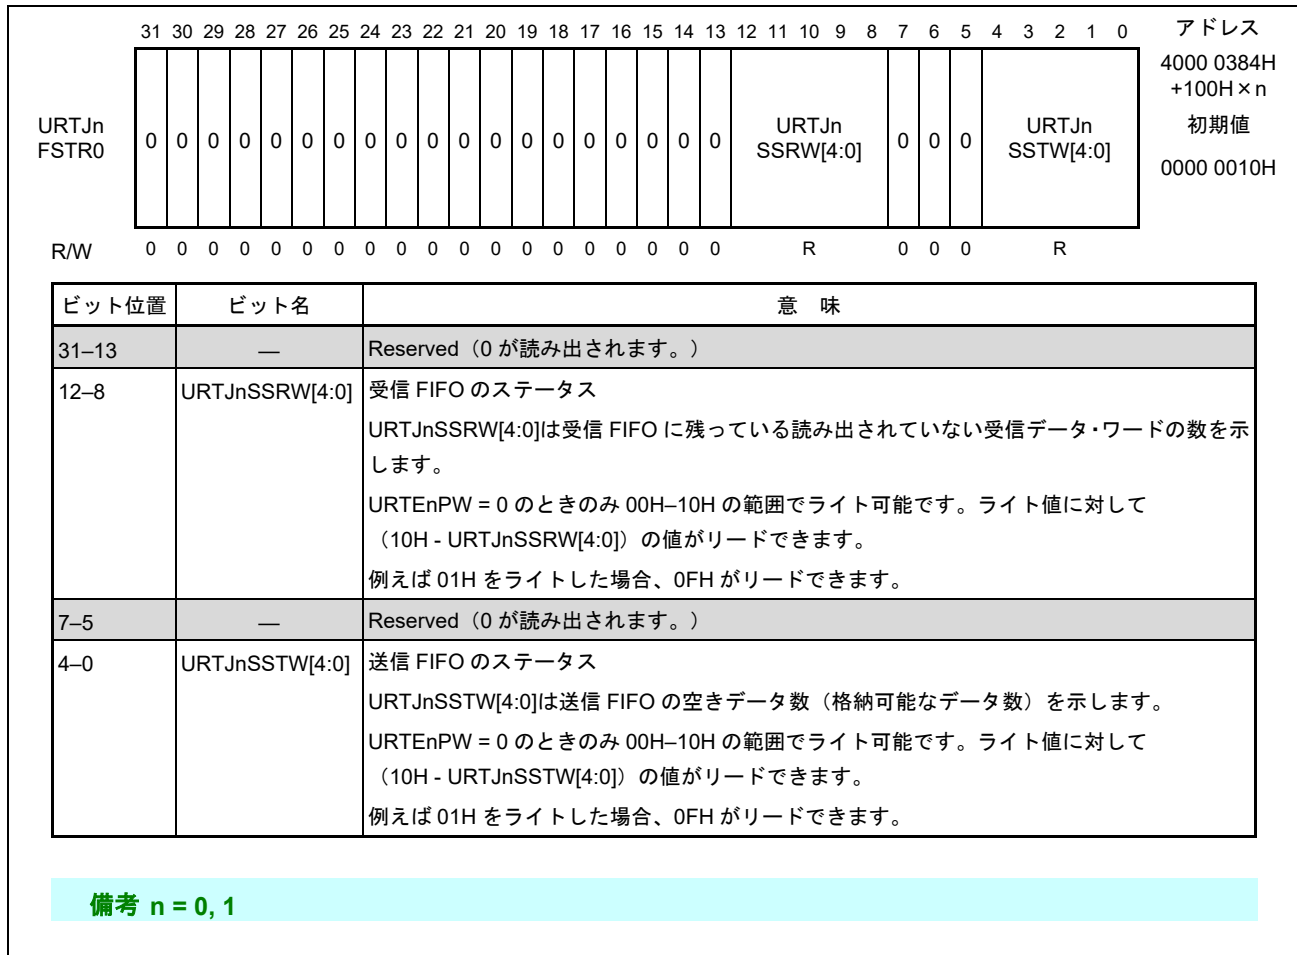 31 30 29 28 27 26 25 24 23 22 21 20 19 18 17 16 15 14 13 12 11 10 9 8 7 6 5 4 3 2 1 0 アドレス
4000 0384H
+100H×n
URTJn
FSTR0
0 0 0 0 0 0 0 0 0 0 0 0 0 0 0 0 0 0 0
URTJn
SSRW[4:0]
0 0 0
URTJn
SSTW[4:0]
初期値
0000 0010H
R/W 0 0 0 0 0 0 0 0 0 0 0 0 0 0 0 0 0 0 0 R 0 0 0 R
ビット位置 ビット名 意 味
31–13 — Reserved（0 が読み出されます。）
12–8 URTJnSSRW[4:0] 受信 FIFO のステータス
URTJnSSRW[4:0]は受信 FIFO に残っている読み出されていない受信データ・ワードの数を示
します。
URTEnPW = 0 のときのみ 00H–10H の範囲でライト可能です。ライト値に対して
（10H - URTJnSSRW[4:0]）の値がリードできます。
例えば 01H をライトした場合、0FH がリードできます。
7–5 — Reserved（0 が読み出されます。）
4–0 URTJnSSTW[4:0] 送信 FIFO のステータス
URTJnSSTW[4:0]は送信 FIFO の空きデータ数（格納可能なデータ数）を示します。
URTEnPW = 0 のときのみ 00H–10H の範囲でライト可能です。ライト値に対して
（10H - URTJnSSTW[4:0]）の値がリードできます。
例えば 01H をライトした場合、0FH がリードできます。
備考 n = 0, 1